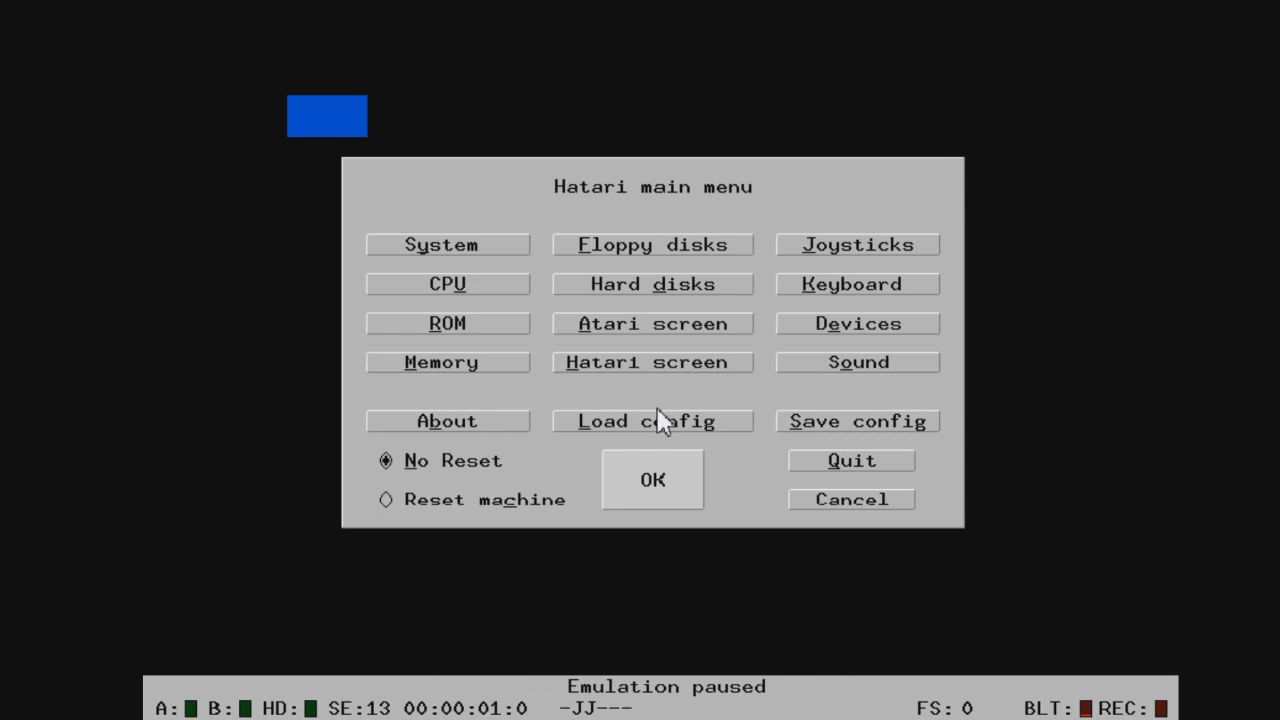 Hatari main menu
System Floppy disks Joysticks
CPU Hard disks Keyboard
ROM Atari screen Devices
Memory Hatari screen Sound
About Load config Save config
No Reset OK Quit
Reset machine Cancel
Emulation paused
A: B: HD: SE:13 00:00:01:0 -JJ--- FS: 0 BLT: REC: